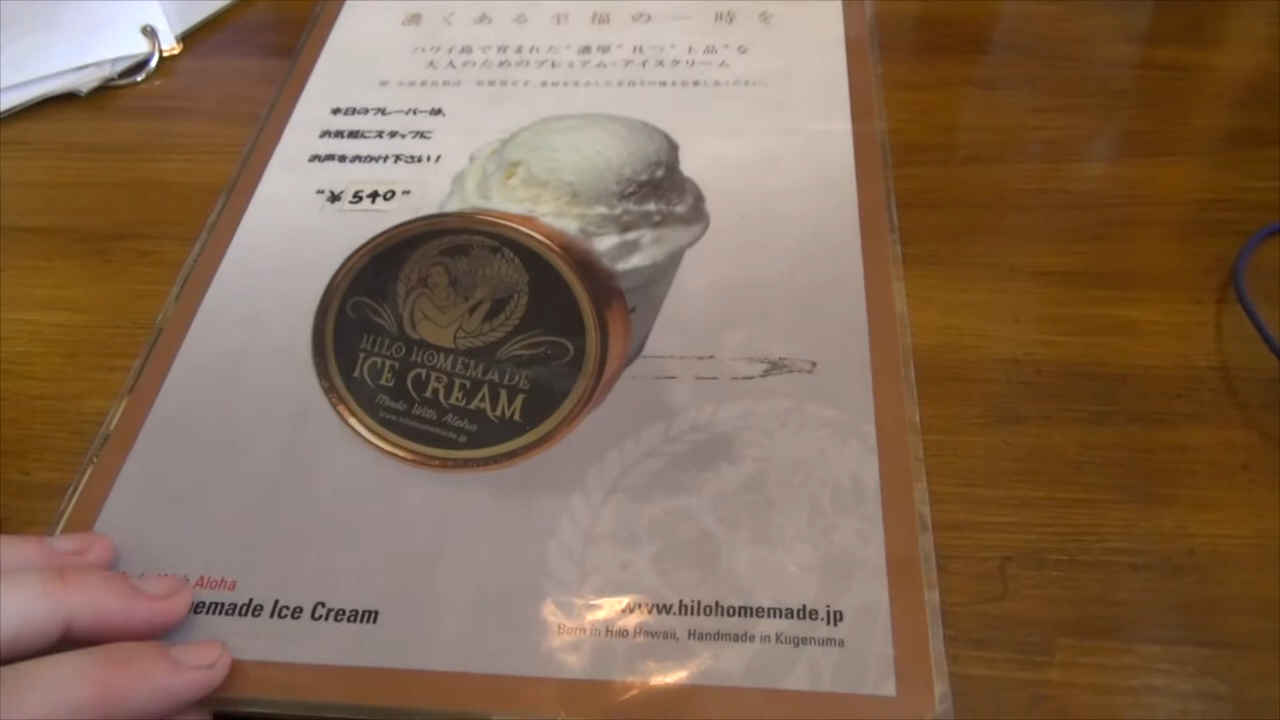 濃くある至福の一時を
ハワイ島で育まれた"濃厚"且つ"上品"な
大人のためのプレミアム・アイスクリーム
本日のフレーバーは、
お気軽にスタッフに
お声をおかけ下さい！
"¥540"
HILO HOMEMADE
ICE CREAM
Made With Aloha
www.hilohomemade.jp
Aloha
emade Ice Cream
www.hilohomemade.jp
Born in Hilo Hawaii, Handmade in Kugenuma